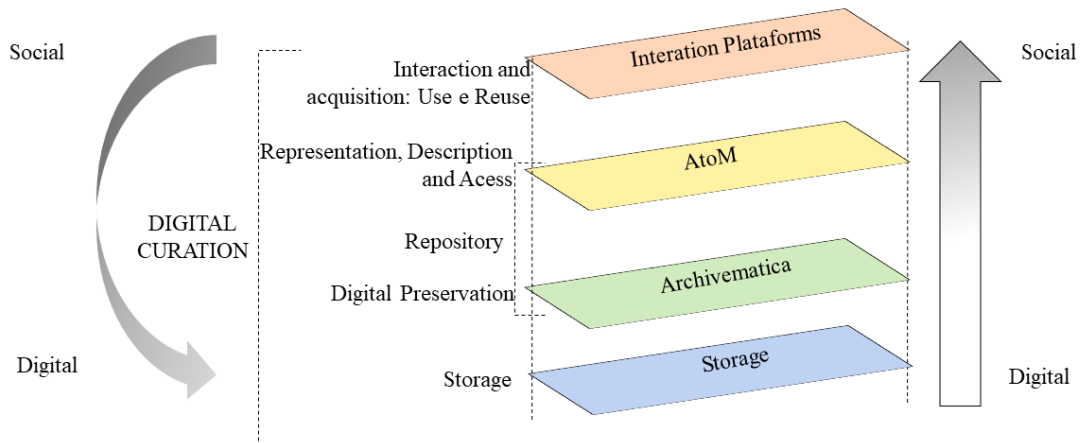 Social
Digital
DIGITAL
CURATION
Interaction and
acquisition: Use e Reuse
Representation, Description
and Acess
Repository
Digital Preservation
Storage
Interation Plataforms
AtoM
Archivematica
Storage
Social
Digital